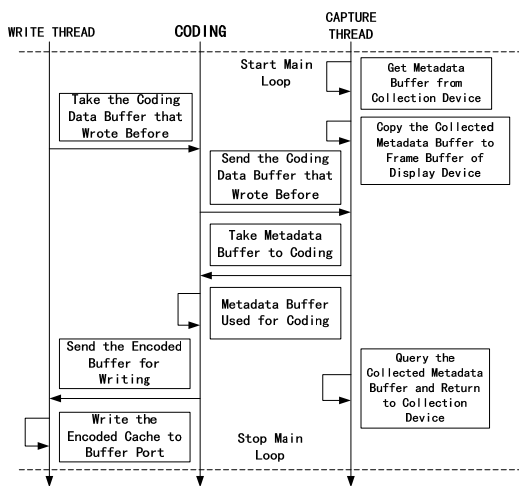 WRITE THREAD
CODING
CAPTURE
THREAD
Start Main
Loop
Get Metadata
Buffer from
Collection Device
Take the Coding
Data Buffer that
Wrote Before
Copy the Collected
Metadata Buffer to
Frame Buffer of
Display Device
Send the Coding
Data Buffer that
Wrote Before
Take Metadata
Buffer to Coding
Metadata Buffer
Used for Coding
Send the Encoded
Buffer for
Writing
Query the
Collected Metadata
Buffer and Return
to Collection
Device
Write the
Encoded Cache to
Buffer Port
Stop Main
Loop